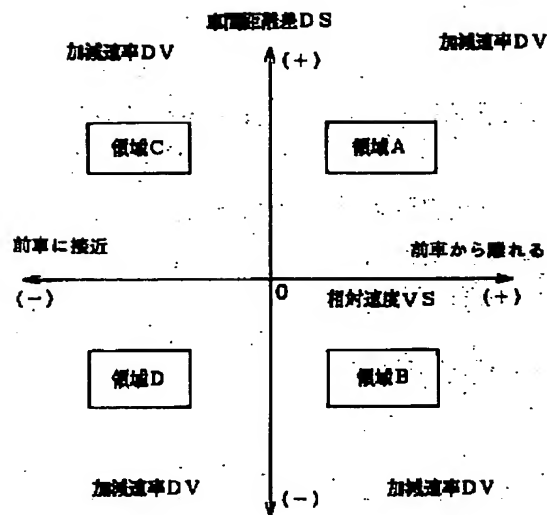 車間距離差DS
加減速率DV
加減速率DV
(+)
領域C
領域A
前車に接近
前車から離れる
(-)
0
相対速度VS
(+)
領域D
領域B
加減速率DV
(-)
加減速率DV